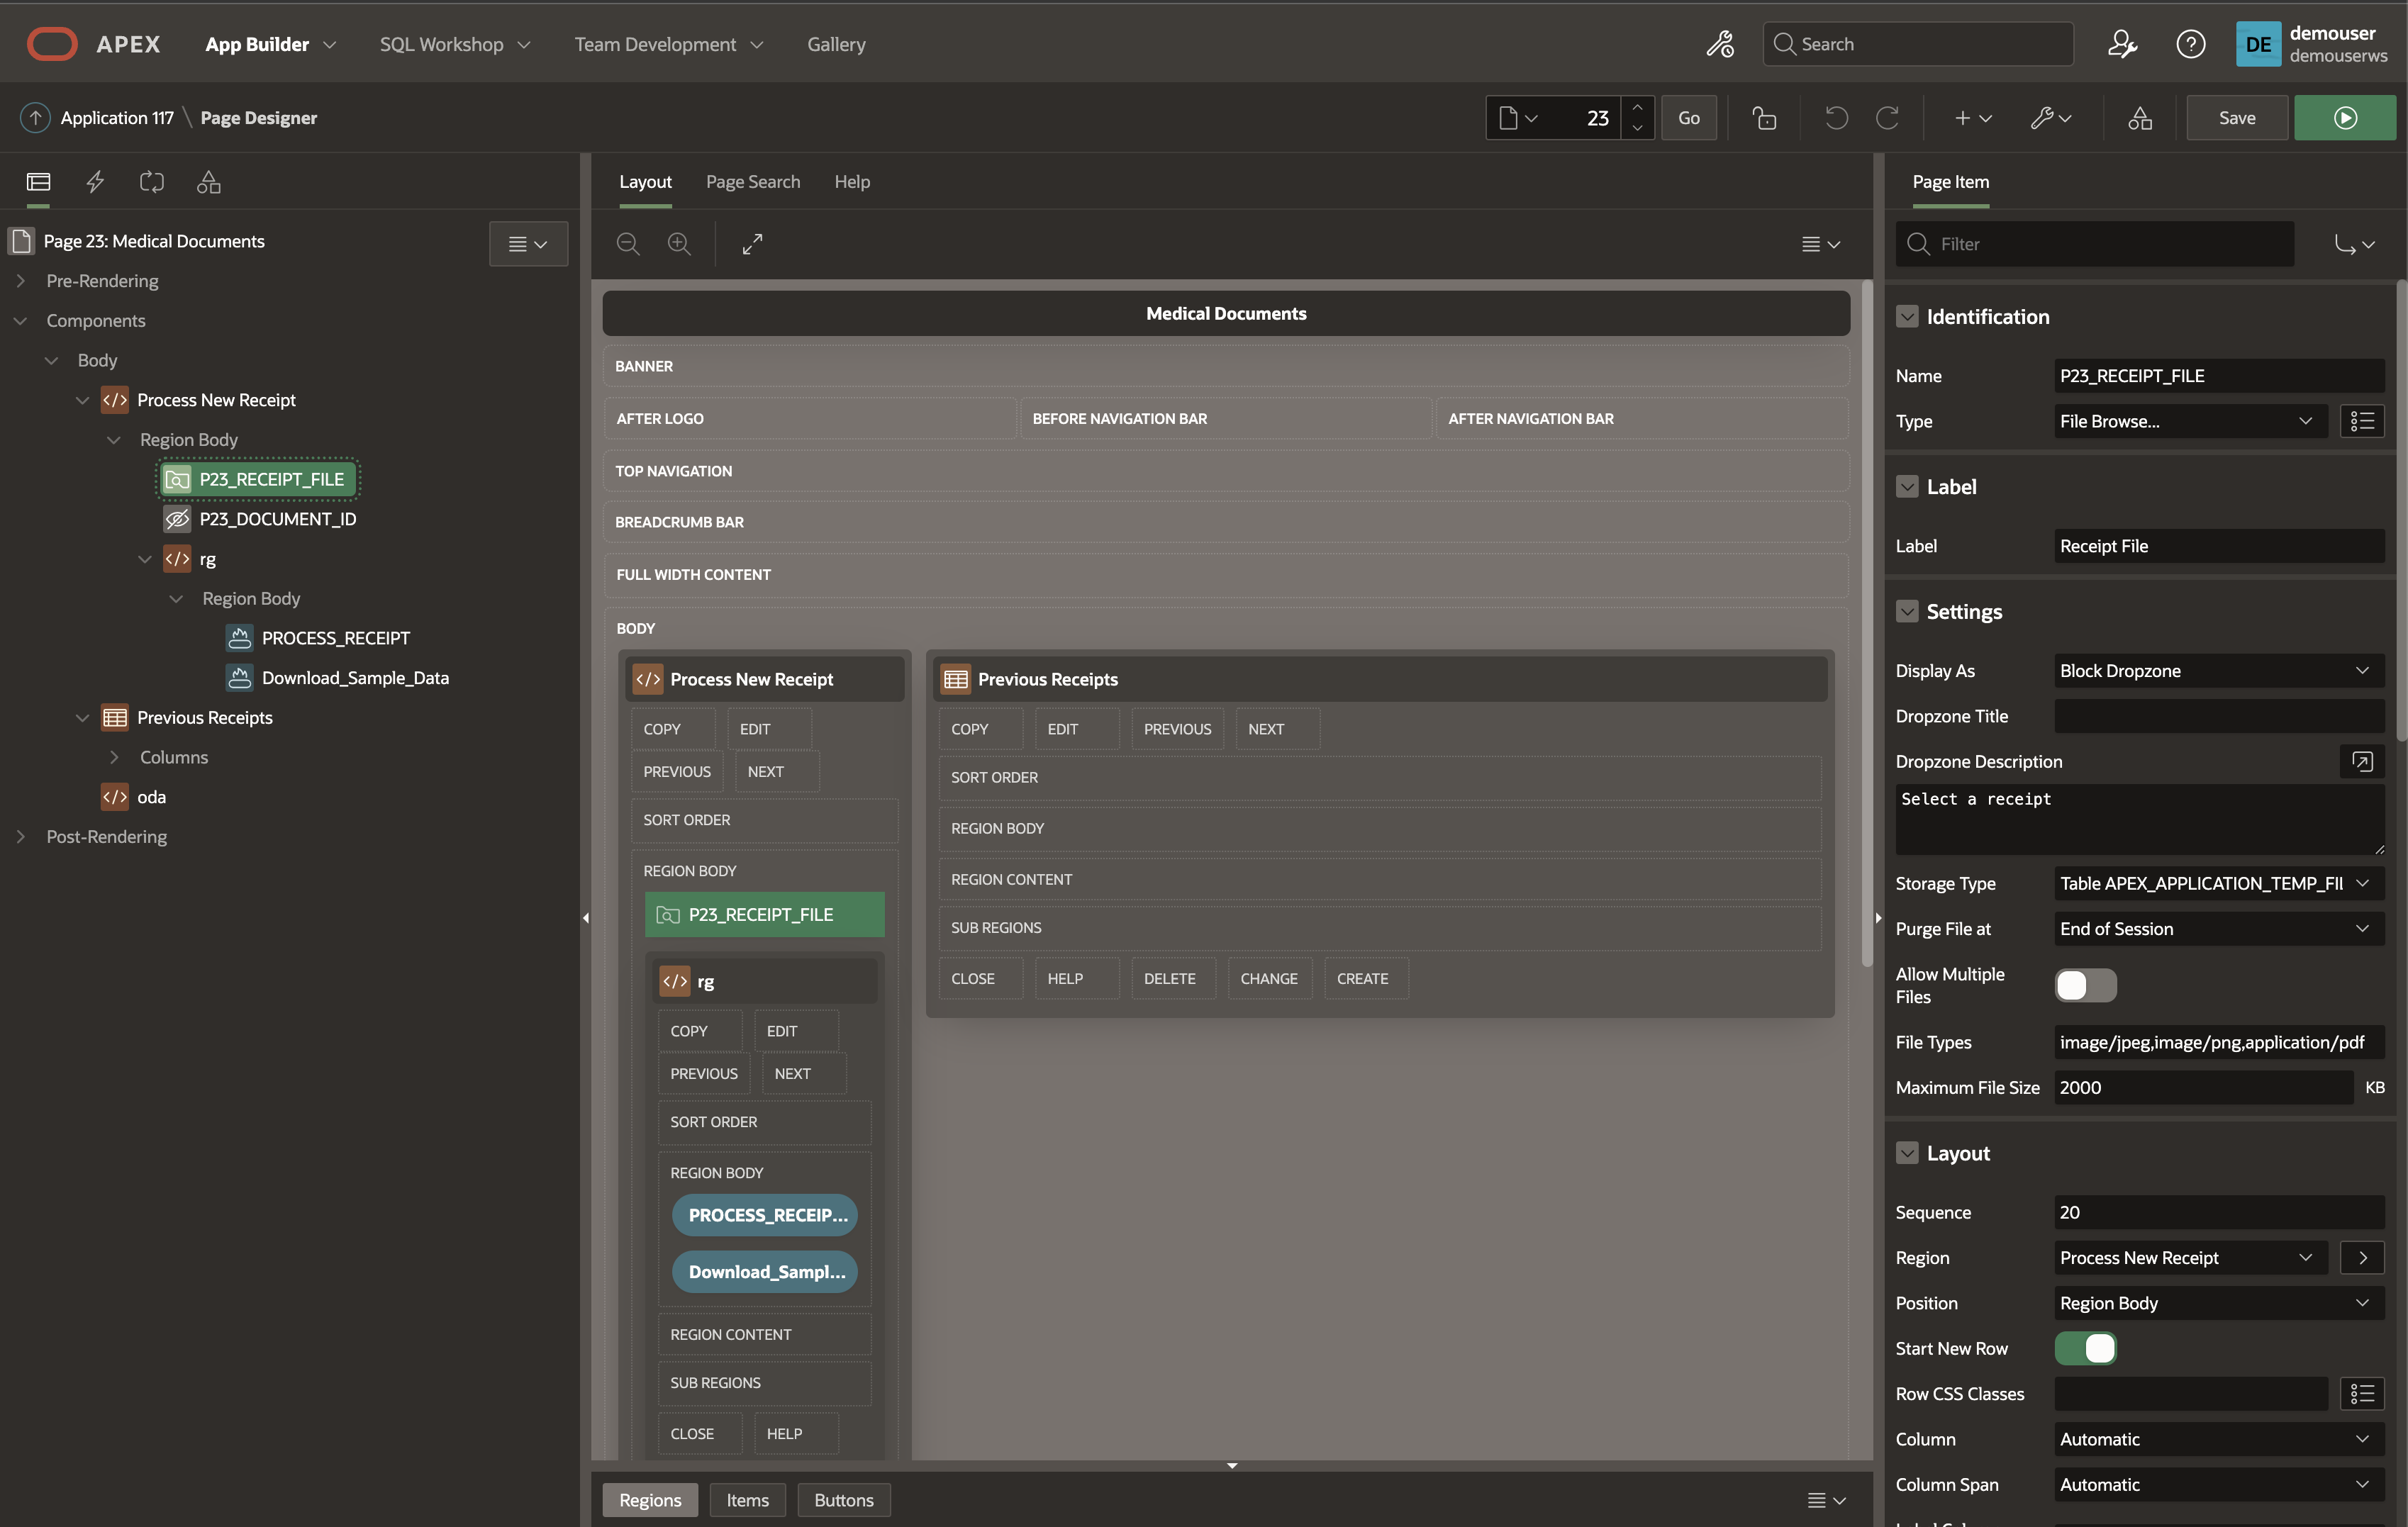 APEX
App Builder
SQL Workshop
Team Development
Gallery
Search
DE
demouser
demouserws
Application 117 \ Page Designer
23
Go
Save
Page 23: Medical Documents
Pre-Rendering
Components
Body
Process New Receipt
Region Body
P23_RECEIPT_FILE
P23_DOCUMENT_ID
rg
Region Body
PROCESS_RECEIPT
Download_Sample_Data
Previous Receipts
Columns
oda
Post-Rendering
Layout
Page Search
Help
Medical Documents
BANNER
AFTER LOGO
BEFORE NAVIGATION BAR
AFTER NAVIGATION BAR
TOP NAVIGATION
BREADCRUMB BAR
FULL WIDTH CONTENT
BODY
Process New Receipt
COPY
EDIT
PREVIOUS
NEXT
SORT ORDER
REGION BODY
P23_RECEIPT_FILE
rg
COPY
EDIT
PREVIOUS
NEXT
SORT ORDER
REGION BODY
PROCESS_RECEIP...
Download_Sampl...
REGION CONTENT
SUB REGIONS
CLOSE
HELP
Previous Receipts
COPY
EDIT
PREVIOUS
NEXT
SORT ORDER
REGION BODY
REGION CONTENT
SUB REGIONS
CLOSE
HELP
DELETE
CHANGE
CREATE
Regions
Items
Buttons
Page Item
Filter
Identification
Name
P23_RECEIPT_FILE
Type
File Browse...
Label
Label
Receipt File
Settings
Display As
Block Dropzone
Dropzone Title
Dropzone Description
Select a receipt
Storage Type
Table APEX_APPLICATION_TEMP_FIL
Purge File at
End of Session
Allow Multiple
Files
File Types
image/jpeg,image/png,application/pdf
Maximum File Size
2000
KB
Layout
Sequence
20
Region
Process New Receipt
Position
Region Body
Start New Row
Row CSS Classes
Column
Automatic
Column Span
Automatic